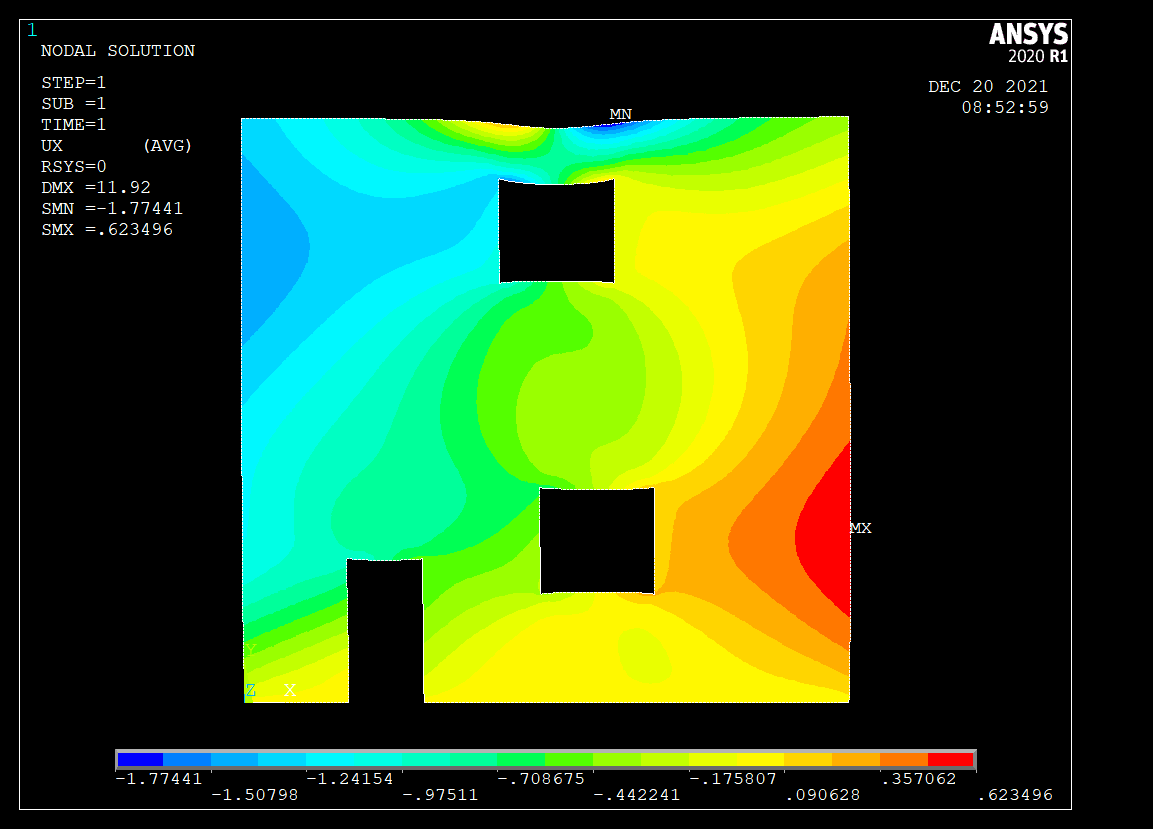 1
NODAL SOLUTION
STEP=1
SUB =1
TIME=1
UX (AVG)
RSYS=0
DMX =11.92
SMN =-1.77441
SMX =.623496
ANSYS
2020 R1
DEC 20 2021
08:52:59
MN
MX
Y
Z X
-1.77441 -1.24154 -.708675 -.175807 .357062
-1.50798 -.97511 -.442241 .090628 .623496